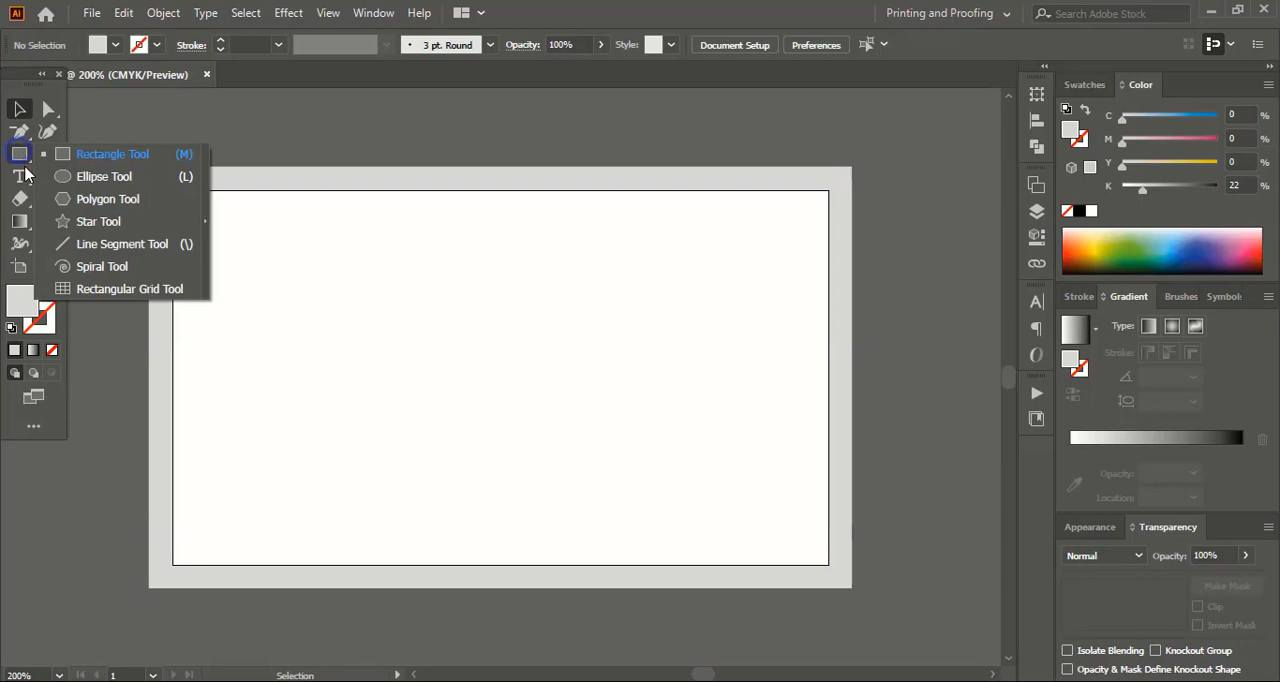 Ai File Edit Object Type Select Effect View Window Help Printing and Proofing Search Adobe Stock
No Selection Stroke: 3 pt. Round Opacity: 100% Style: Document Setup Preferences
@ 200% (CMYK/Preview)
Rectangle Tool (M)
Ellipse Tool (L)
Polygon Tool
Star Tool
Line Segment Tool (\)
Spiral Tool
Rectangular Grid Tool
T
Swatches Color
C 0 %
M 0 %
Y 0 %
K 22 %
Stroke Gradient Brushes Symbols
Type:
Stroke:
Opacity:
Location:
Appearance Transparency
Normal Opacity: 100%
Make Mask
Clip
Invert Mask
Isolate Blending Knockout Group
Opacity & Mask Define Knockout Shape
200% 1 Selection